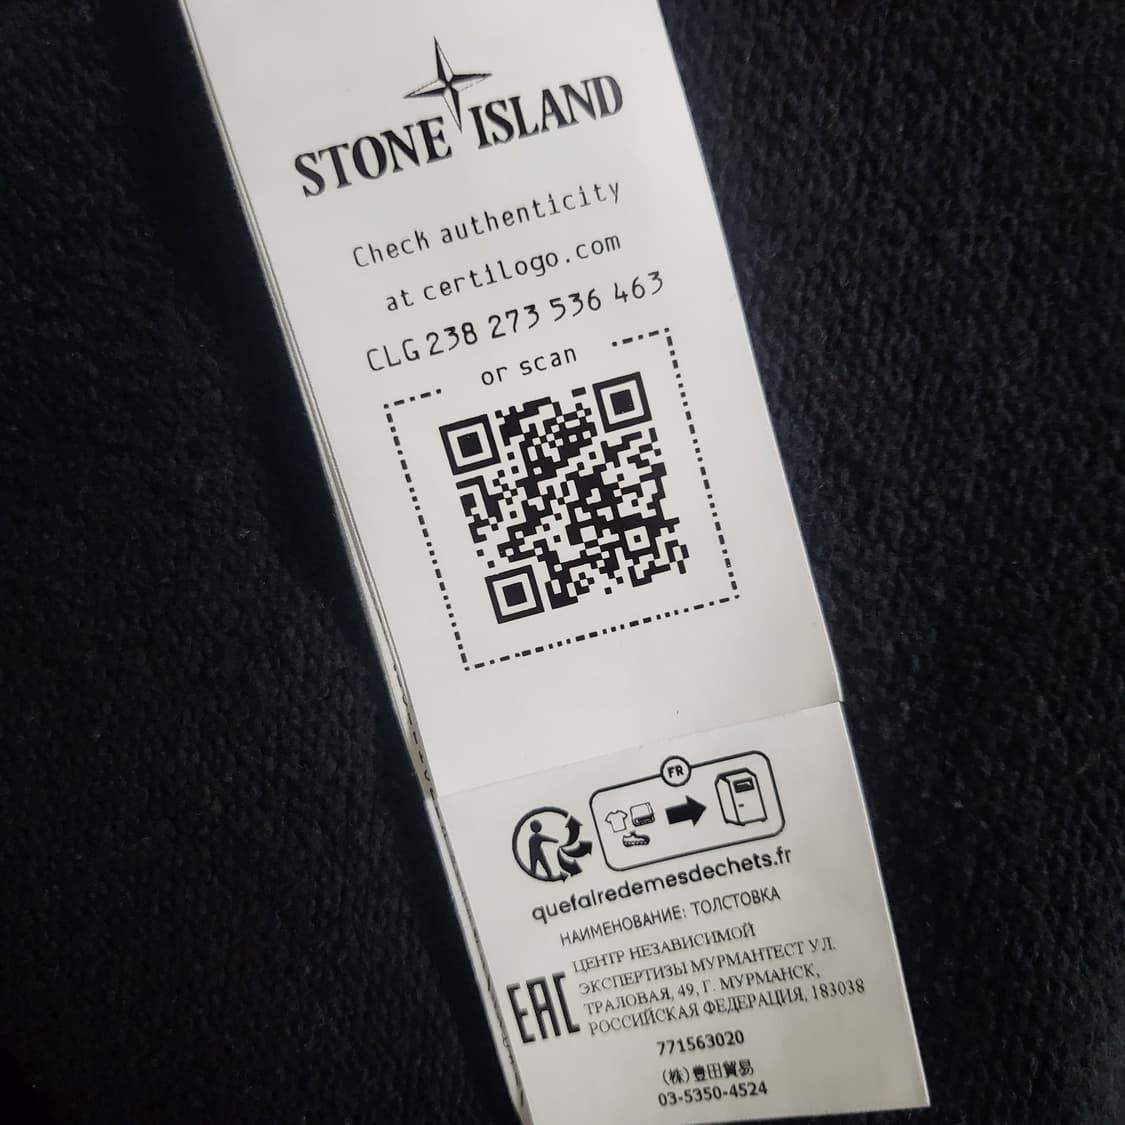 STONE ISLAND
Check authenticity
at certilogo.com
CLG 238 273 536 463
or scan
FR
quefairedemesdechets.fr
НАИМЕНОВАНИЕ: ТОЛСТОВКА
ЦЕНТР НЕЗАВИСИМОЙ
ЭКСПЕРТИЗЫ МУРМАНТЕСТ УЛ.
ТРАЛОВАЯ, 49, Г. МУРМАНСК,
РОССИЙСКАЯ ФЕДЕРАЦИЯ, 183038
EAC
771563020
(株)豊田貿易
03-5350-4524